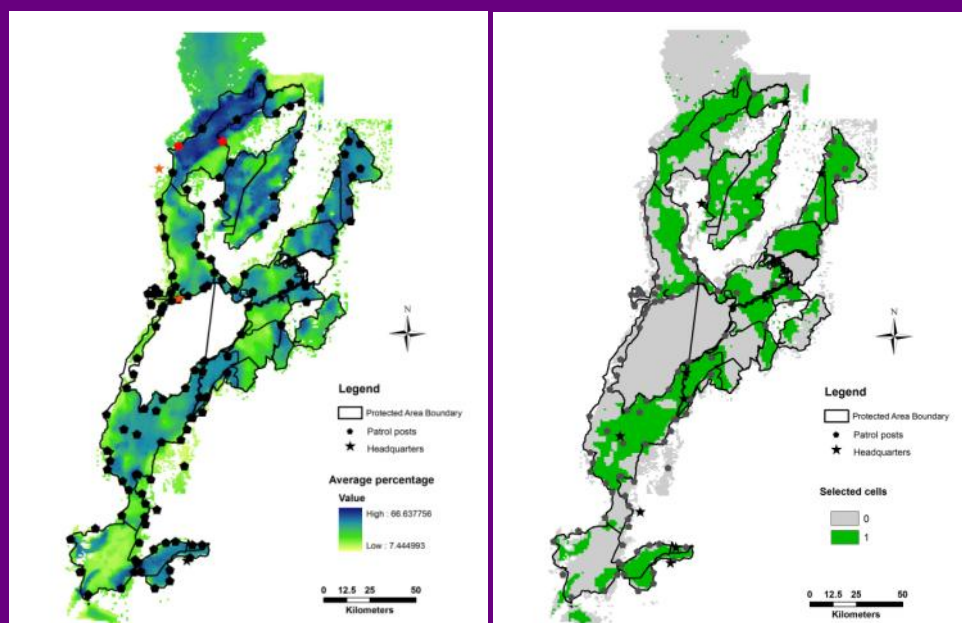 N
Legend
Protected Area Boundary
Patrol posts
Headquarters
Average percentage
Value
High : 66.637756
Low : 7.444993
0 12.5 25 50
Kilometers
N
Legend
Protected Area Boundary
Patrol posts
Headquarters
Selected cells
0
1
0 12.5 25 50
Kilometers